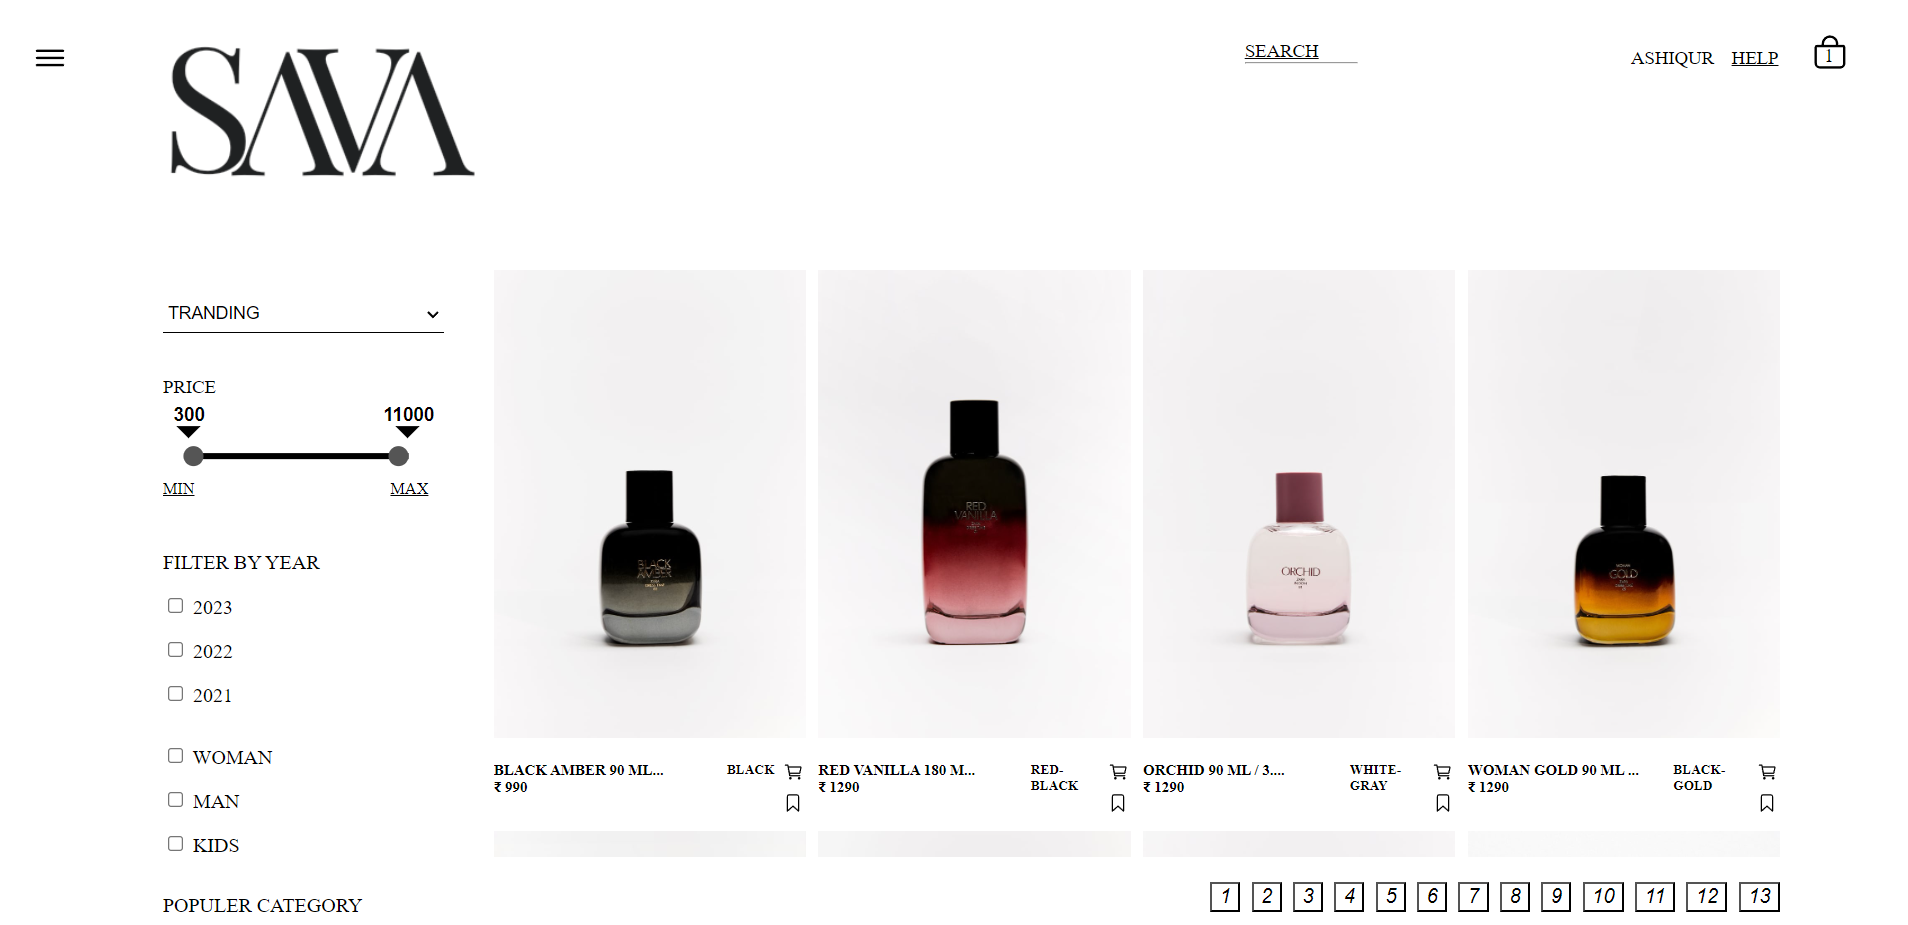 SAVA
SEARCH
ASHIQUR HELP
1
TRANDING
PRICE
300 11000
MIN MAX
FILTER BY YEAR
2023
2022
2021
WOMAN
MAN
KIDS
POPULER CATEGORY
BLACK
AMBER
RED
VANILLA
ORCHID
WOMAN
GOLD
BLACK AMBER 90 ML... BLACK
₹ 990
RED VANILLA 180 M... RED-
₹ 1290 BLACK
ORCHID 90 ML / 3.... WHITE-
₹ 1290 GRAY
WOMAN GOLD 90 ML ... BLACK-
₹ 1290 GOLD
1 2 3 4 5 6 7 8 9 10 11 12 13